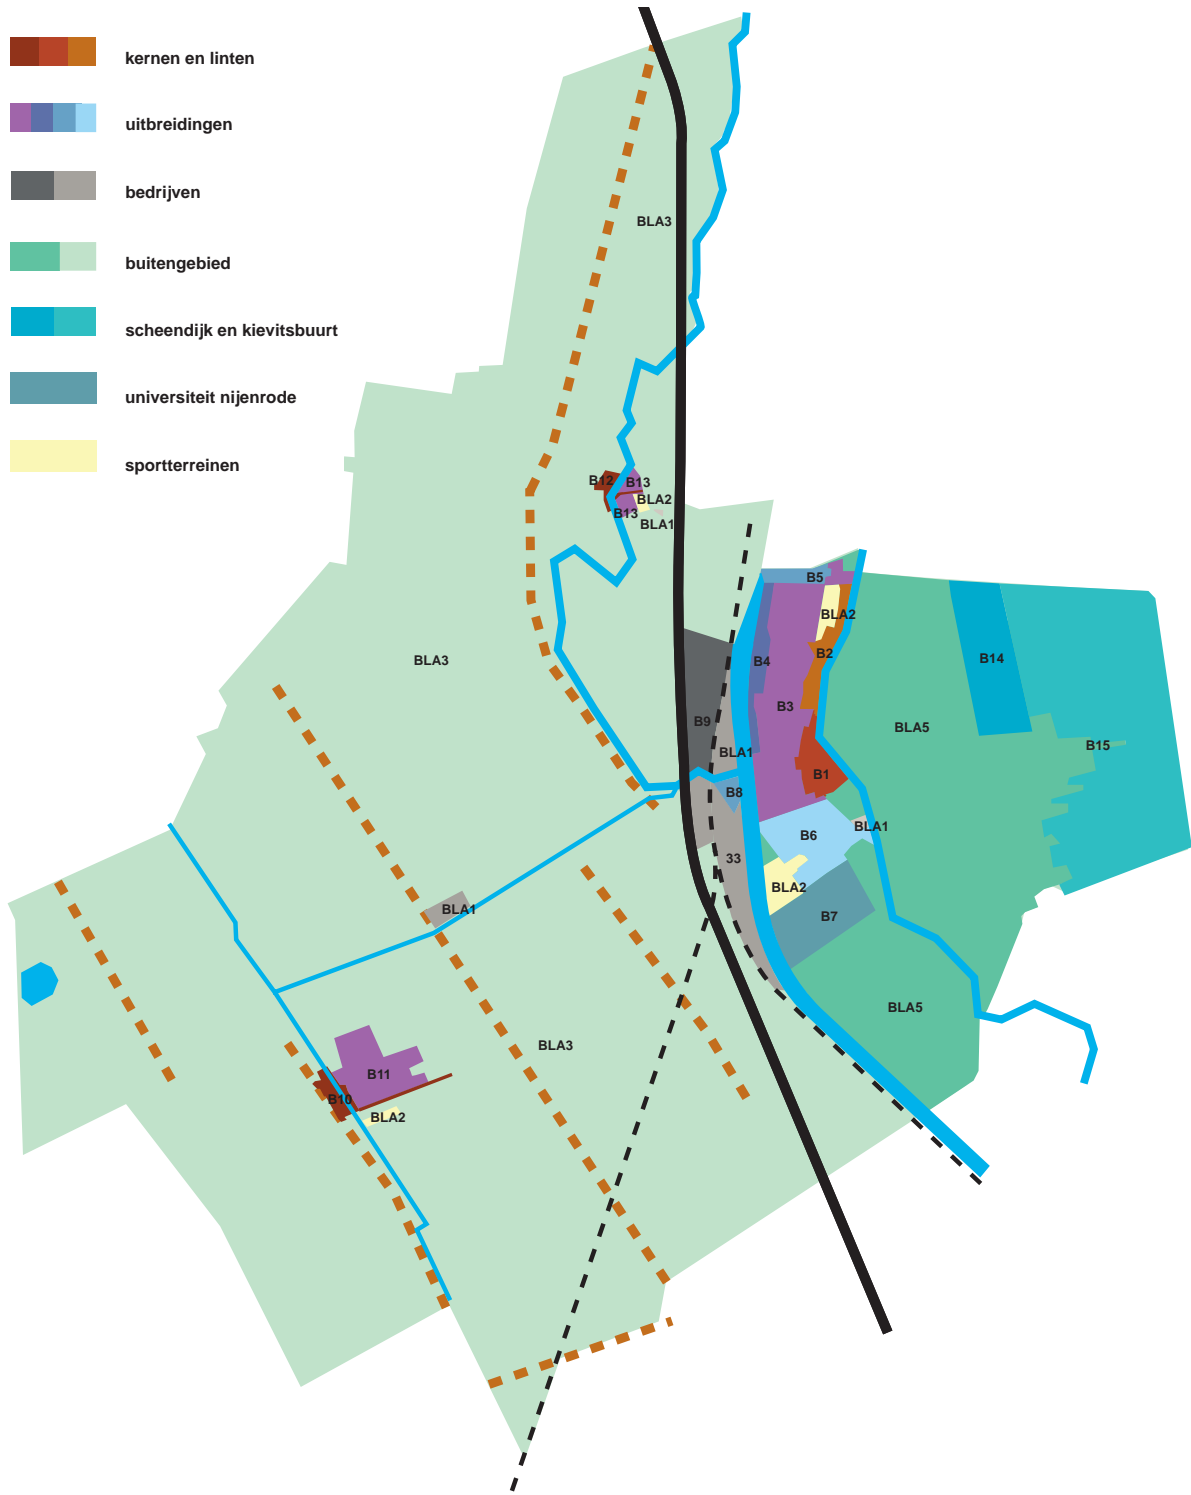 kernen en linten
uitbreidingen
bedrijven
buitengebied
scheendijk en kievitsbuurt
universiteit nijenrode
sportterreinen
BLA3
B12
B13
BLA2
B13
BLA1
B5
BLA2
B2
B4
B14
BLA3
B3
B9
BLA5
B15
BLA1
B1
B8
BLA1
B6
33
BLA2
BLA1
B7
BLA5
BLA3
B11
B10
BLA2